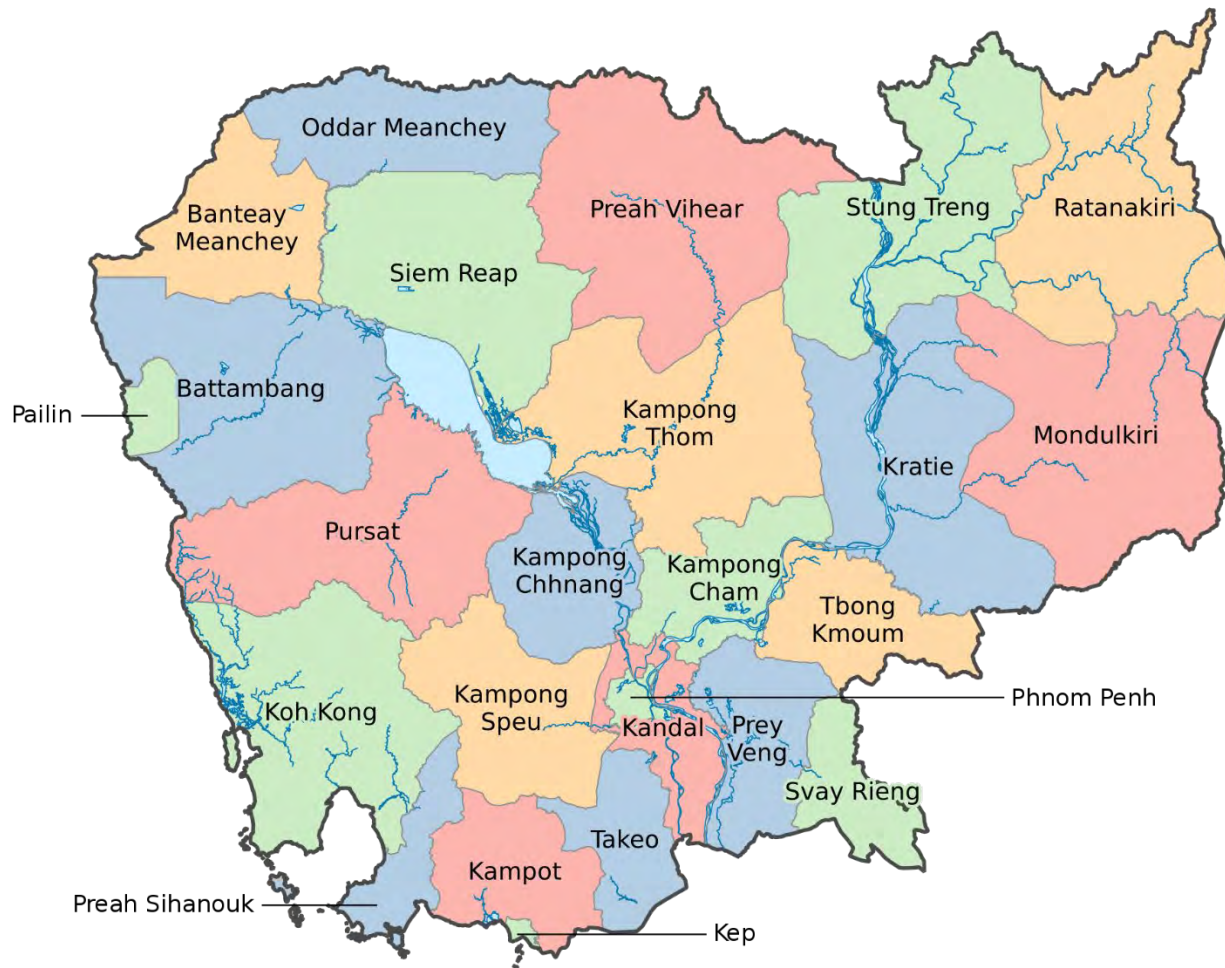 Oddar Meanchey
Banteay
Meanchey
Preah Vihear
Stung Treng
Ratanakiri
Siem Reap
Battambang
Pailin
Kampong
Thom
Mondulkiri
Kratie
Pursat
Kampong
Chhnang
Kampong
Cham
Tbong
Kmoum
Koh Kong
Kampong
Speu
Phnom Penh
Kandal
Prey
Veng
Svay Rieng
Takeo
Kampot
Preah Sihanouk
Kep